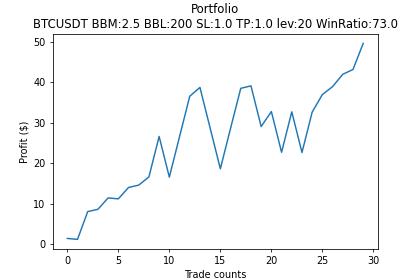 Portfolio
BTCUSDT BBM:2.5 BBL:200 SL:1.0 TP:1.0 lev:20 WinRatio:73.0
50
40
30
20
10
0
Profit ($)
0 5 10 15 20 25 30
Trade counts